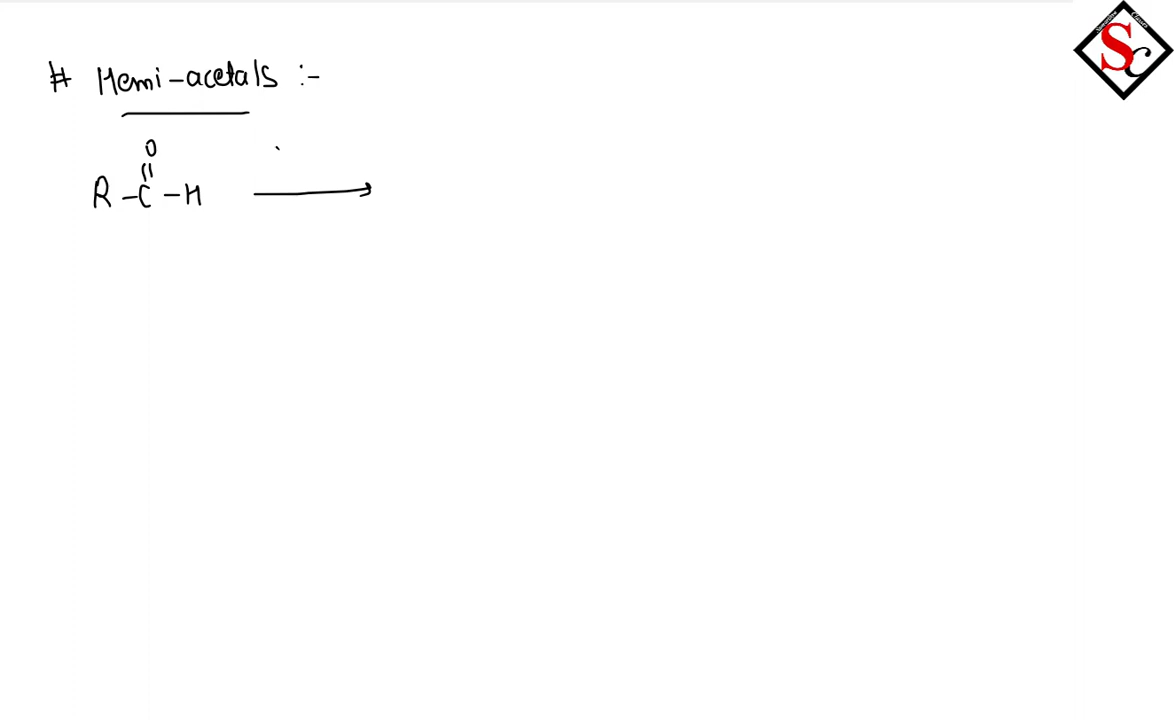 # Hemi-acetals :-
O
||
R-C-H ⟶
SC